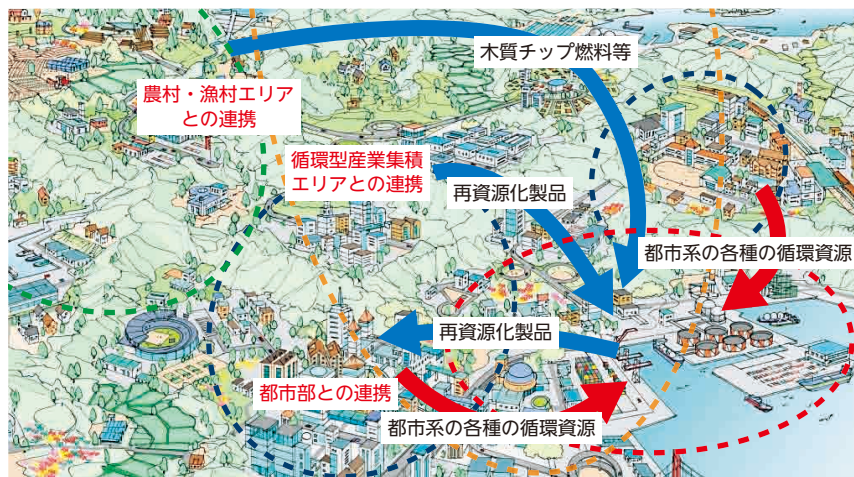 木質チップ燃料等
農村・漁村エリア
との連携
循環型産業集積
エリアとの連携
再資源化製品
都市系の各種の循環資源
再資源化製品
都市部との連携
都市系の各種の循環資源